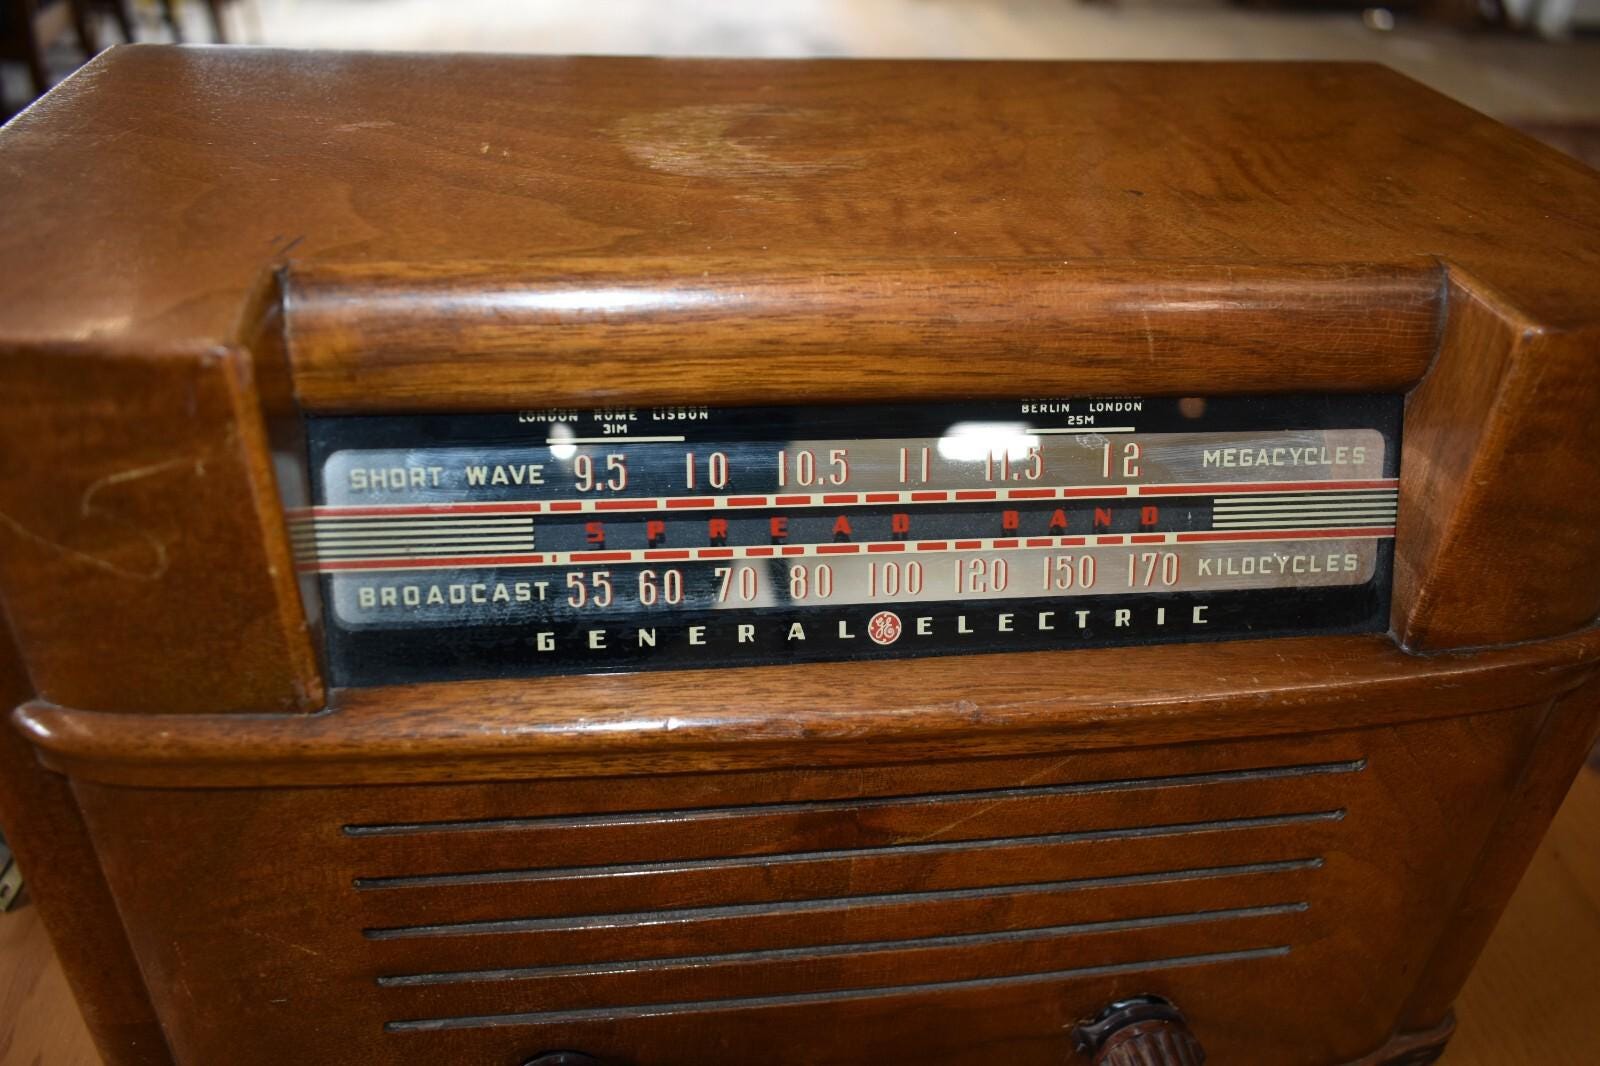 LONDON ROME LISBON
31M
BERLIN LONDON
25M
SHORT WAVE 9.5 10 10.5 11 11.5 12 MEGACYCLES
SPREAD BAND
BROADCAST 55 60 70 80 100 120 150 170 KILOCYCLES
GENERAL GE ELECTRIC